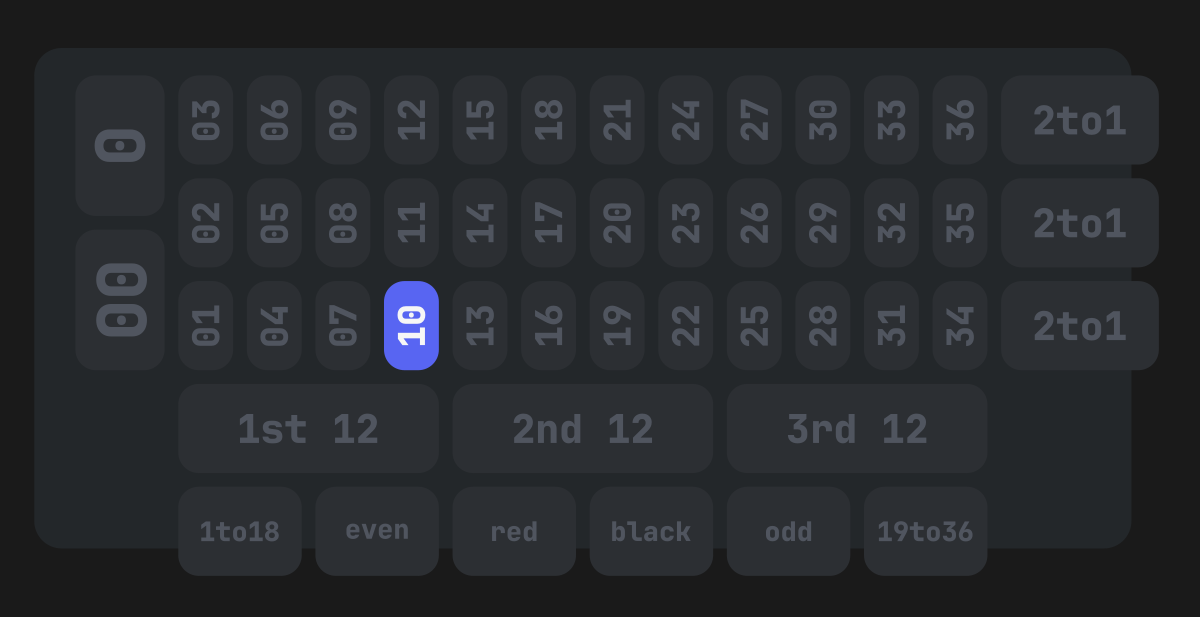 0 03 06 09 12 15 18 21 24 27 30 33 36 2to1
00 02 05 08 11 14 17 20 23 26 29 32 35 2to1
01 04 07 10 13 16 19 22 25 28 31 34 2to1
1st 12 2nd 12 3rd 12
1to18 even red black odd 19to36